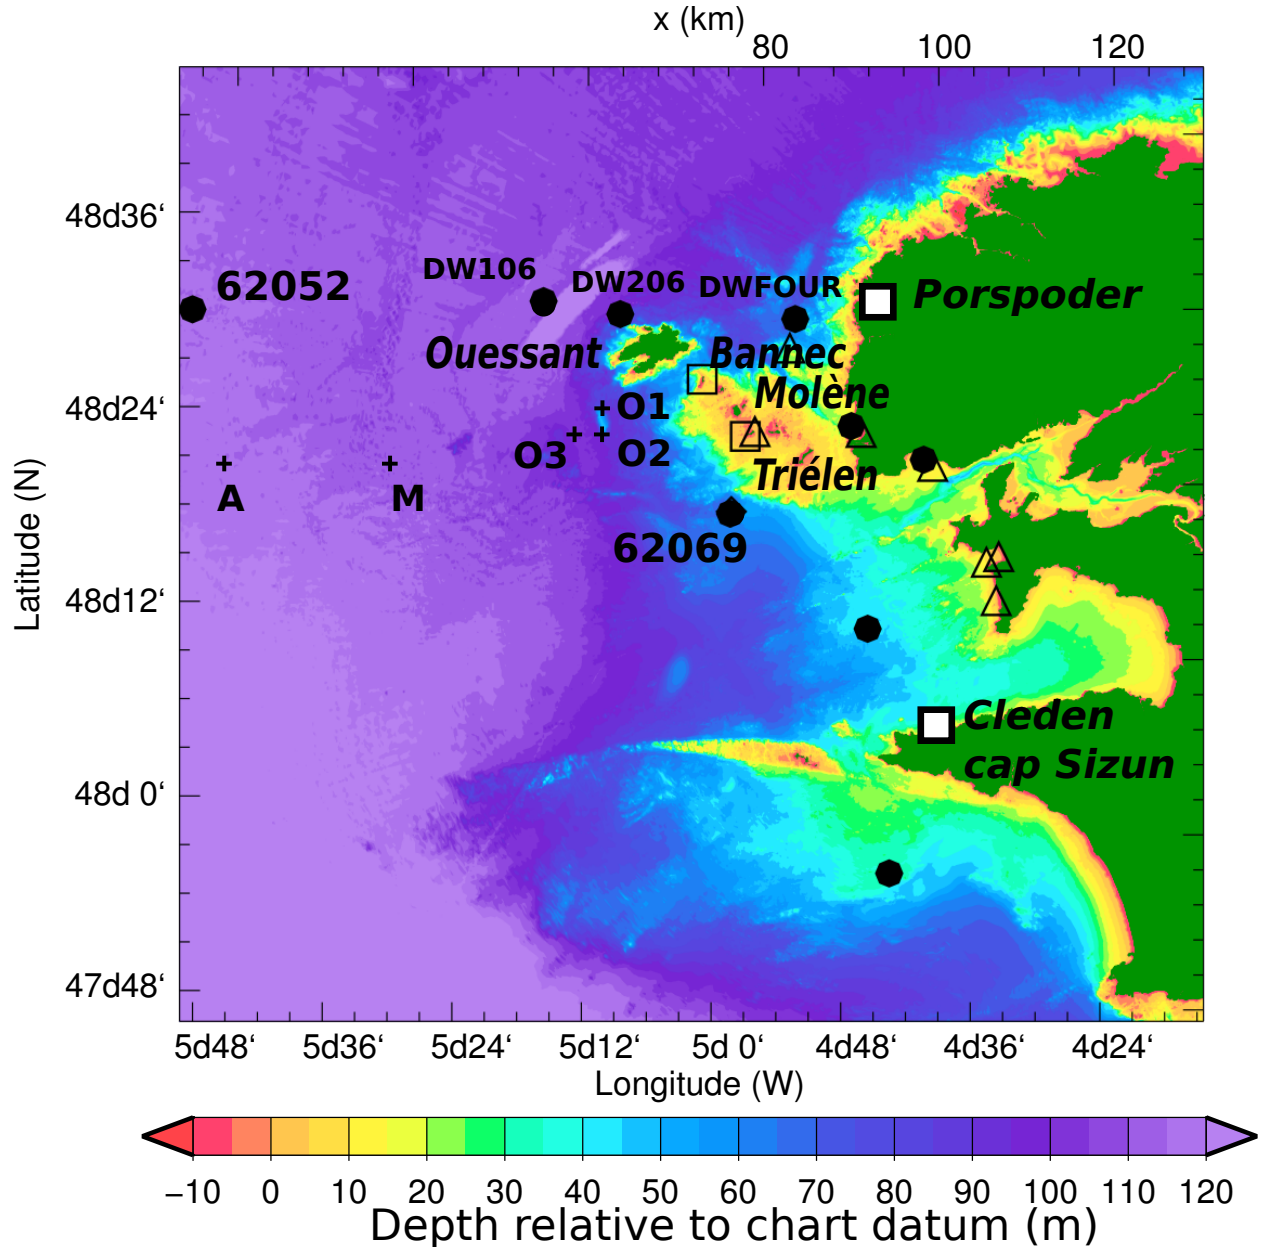 x (km)
80
100
120
48d36‘
62052
DW106
DW206
DWFOUR
Porspoder
Ouessant
Bannec
Molène
48d24‘
O1
O3
O2
Triélen
A
M
62069
Latitude (N)
48d12‘
Cleden
cap Sizun
48d 0‘
47d48‘
5d48‘ 5d36‘ 5d24‘ 5d12‘ 5d 0‘ 4d48‘ 4d36‘ 4d24‘
Longitude (W)
−10 0 10 20 30 40 50 60 70 80 90 100 110 120
Depth relative to chart datum (m)